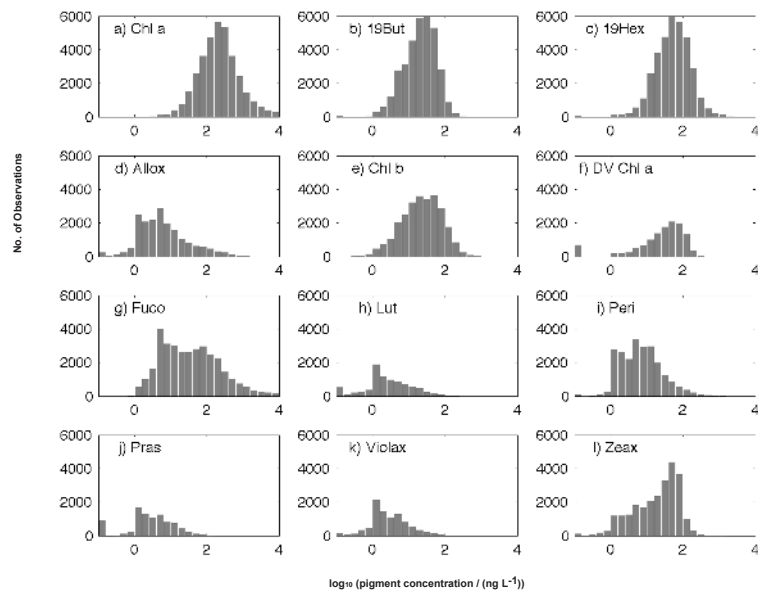 6000 6000 6000
a) Chl a b) 19But c) 19Hex
4000 4000 4000
2000 2000 2000
0 0 0
0 2 4 0 2 4 0 2 4
6000 6000 6000
d) Allox e) Chl b f) DV Chl a
4000 4000 4000
2000 2000 2000
0 0 0
0 2 4 0 2 4 0 2 4
No. of Observations
6000 6000 6000
g) Fuco h) Lut i) Peri
4000 4000 4000
2000 2000 2000
0 0 0
0 2 4 0 2 4 0 2 4
6000 6000 6000
j) Pras k) Violax l) Zeax
4000 4000 4000
2000 2000 2000
0 0 0
0 2 4 0 2 4 0 2 4
log₁₀ (pigment concentration / (ng L⁻¹))